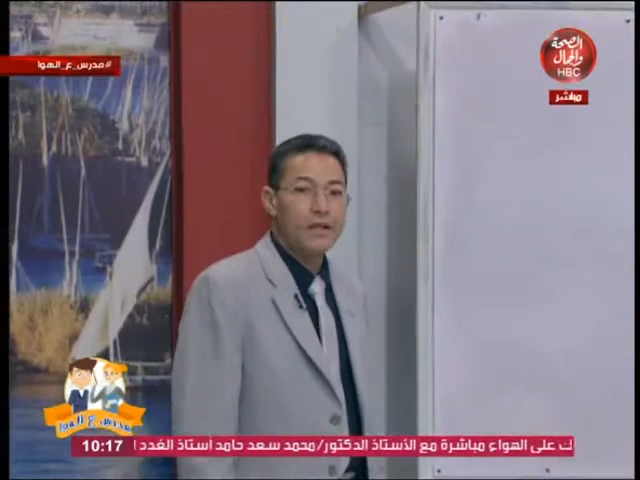 #مدرس_ع_الهوا
الصحة
والجمال
HBC
مباشر
مدرس ع الهوا
10:17
ك على الهواء مباشرة مع الأستاذ الدكتور/محمد سعد حامد أستاذ الغدد ا